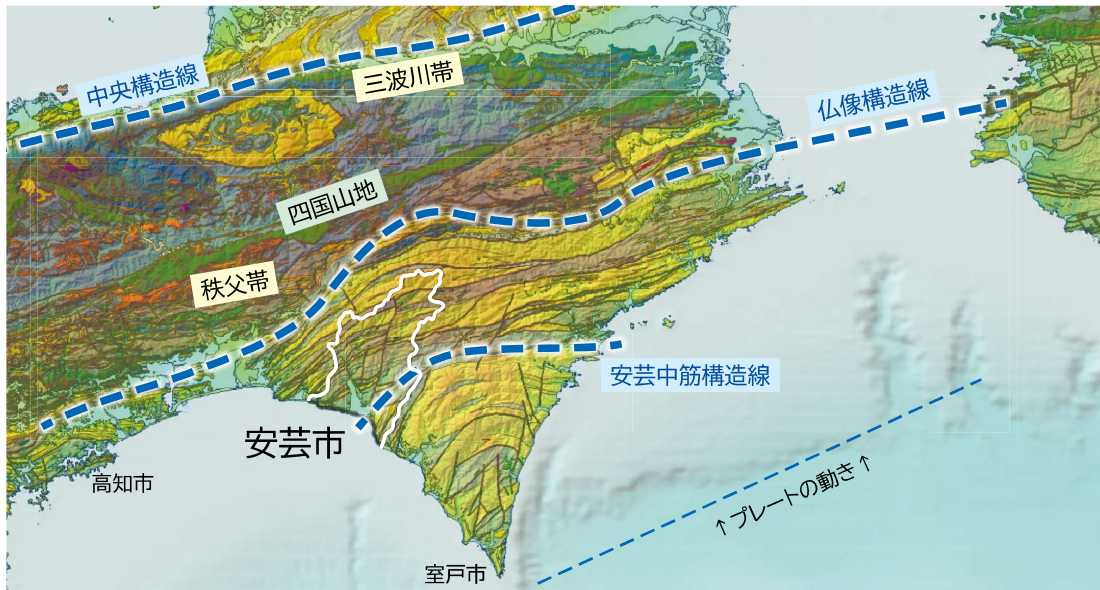 中央構造線
三波川帯
仏像構造線
四国山地
秩父帯
安芸中筋構造線
安芸市
高知市
↑プレートの動き↑
室戸市